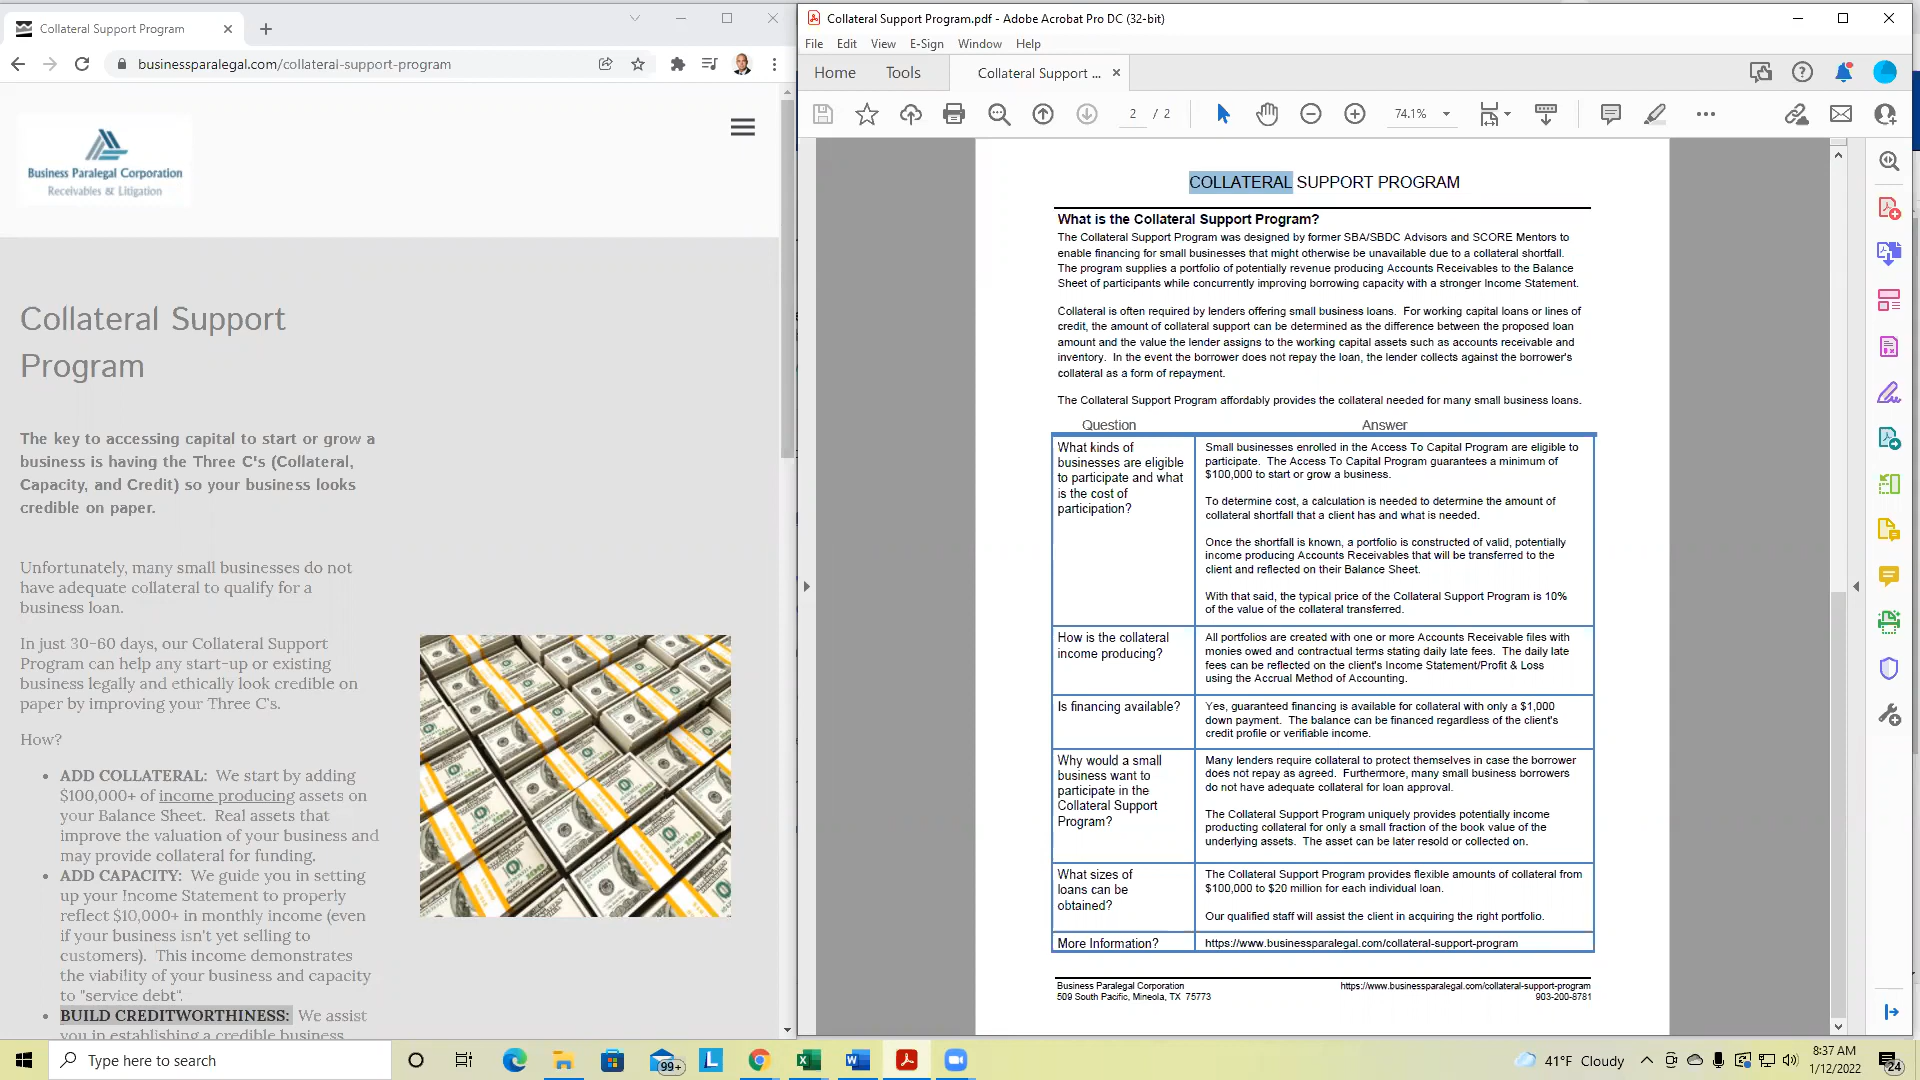 Collateral Support Program
businessparalegal.com/collateral-support-program
Business Paralegal Corporation
Receivables & Litigation
Collateral Support
Program
The key to accessing capital to start or grow a
business is having the Three C's (Collateral,
Capacity, and Credit) so your business looks
credible on paper.
Unfortunately, many small businesses do not
have adequate collateral to qualify for a
business loan.
In just 30-60 days, our Collateral Support
Program can help any start-up or existing
business legally and ethically look credible on
paper by improving your Three C's.
How?
• ADD COLLATERAL:  We start by adding
$100,000+ of income producing assets on
your Balance Sheet.  Real assets that
improve the valuation of your business and
may provide collateral for funding.
• ADD CAPACITY:  We guide you in setting
up your Income Statement to properly
reflect $10,000+ in monthly income (even
if your business isn't yet selling to
customers).  This income demonstrates
the viability of your business and capacity
to "service debt".
• BUILD CREDITWORTHINESS:  We assist
you in establishing a credible business
Collateral Support Program.pdf - Adobe Acrobat Pro DC (32-bit)
File Edit View E-Sign Window Help
Home Tools Collateral Support ...
2 / 2 74.1%
COLLATERAL SUPPORT PROGRAM
What is the Collateral Support Program?
The Collateral Support Program was designed by former SBA/SBDC Advisors and SCORE Mentors to
enable financing for small businesses that might otherwise be unavailable due to a collateral shortfall.
The program supplies a portfolio of potentially revenue producing Accounts Receivables to the Balance
Sheet of participants while concurrently improving borrowing capacity with a stronger Income Statement.
Collateral is often required by lenders offering small business loans.  For working capital loans or lines of
credit, the amount of collateral support can be determined as the difference between the proposed loan
amount and the value the lender assigns to the working capital assets such as accounts receivable and
inventory.  In the event the borrower does not repay the loan, the lender collects against the borrower's
collateral as a form of repayment.
The Collateral Support Program affordably provides the collateral needed for many small business loans.
Question Answer
What kinds of
businesses are eligible
to participate and what
is the cost of
participation?
Small businesses enrolled in the Access To Capital Program are eligible to
participate.  The Access To Capital Program guarantees a minimum of
$100,000 to start or grow a business.
To determine cost, a calculation is needed to determine the amount of
collateral shortfall that a client has and what is needed.
Once the shortfall is known, a portfolio is constructed of valid, potentially
income producing Accounts Receivables that will be transferred to the
client and reflected on their Balance Sheet.
With that said, the typical price of the Collateral Support Program is 10%
of the value of the collateral transferred.
How is the collateral
income producing?
All portfolios are created with one or more Accounts Receivable files with
monies owed and contractual terms stating daily late fees.  The daily late
fees can be reflected on the client's Income Statement/Profit & Loss
using the Accrual Method of Accounting.
Is financing available?
Yes, guaranteed financing is available for collateral with only a $1,000
down payment.  The balance can be financed regardless of the client's
credit profile or verifiable income.
Why would a small
business want to
participate in the
Collateral Support
Program?
Many lenders require collateral to protect themselves in case the borrower
does not repay as agreed.  Furthermore, many small business borrowers
do not have adequate collateral for loan approval.
The Collateral Support Program uniquely provides potentially income
producting collateral for only a small fraction of the book value of the
underlying assets.  The asset can be later resold or collected on.
What sizes of
loans can be
obtained?
The Collateral Support Program provides flexible amounts of collateral from
$100,000 to $20 million for each individual loan.
Our qualified staff will assist the client in acquiring the right portfolio.
More Information?
https://www.businessparalegal.com/collateral-support-program
Business Paralegal Corporation https://www.businessparalegal.com/collateral-support-program
509 South Pacific, Mineola, TX  75773 903-200-8781
Type here to search
99+
41°F Cloudy
8:37 AM
1/12/2022
24